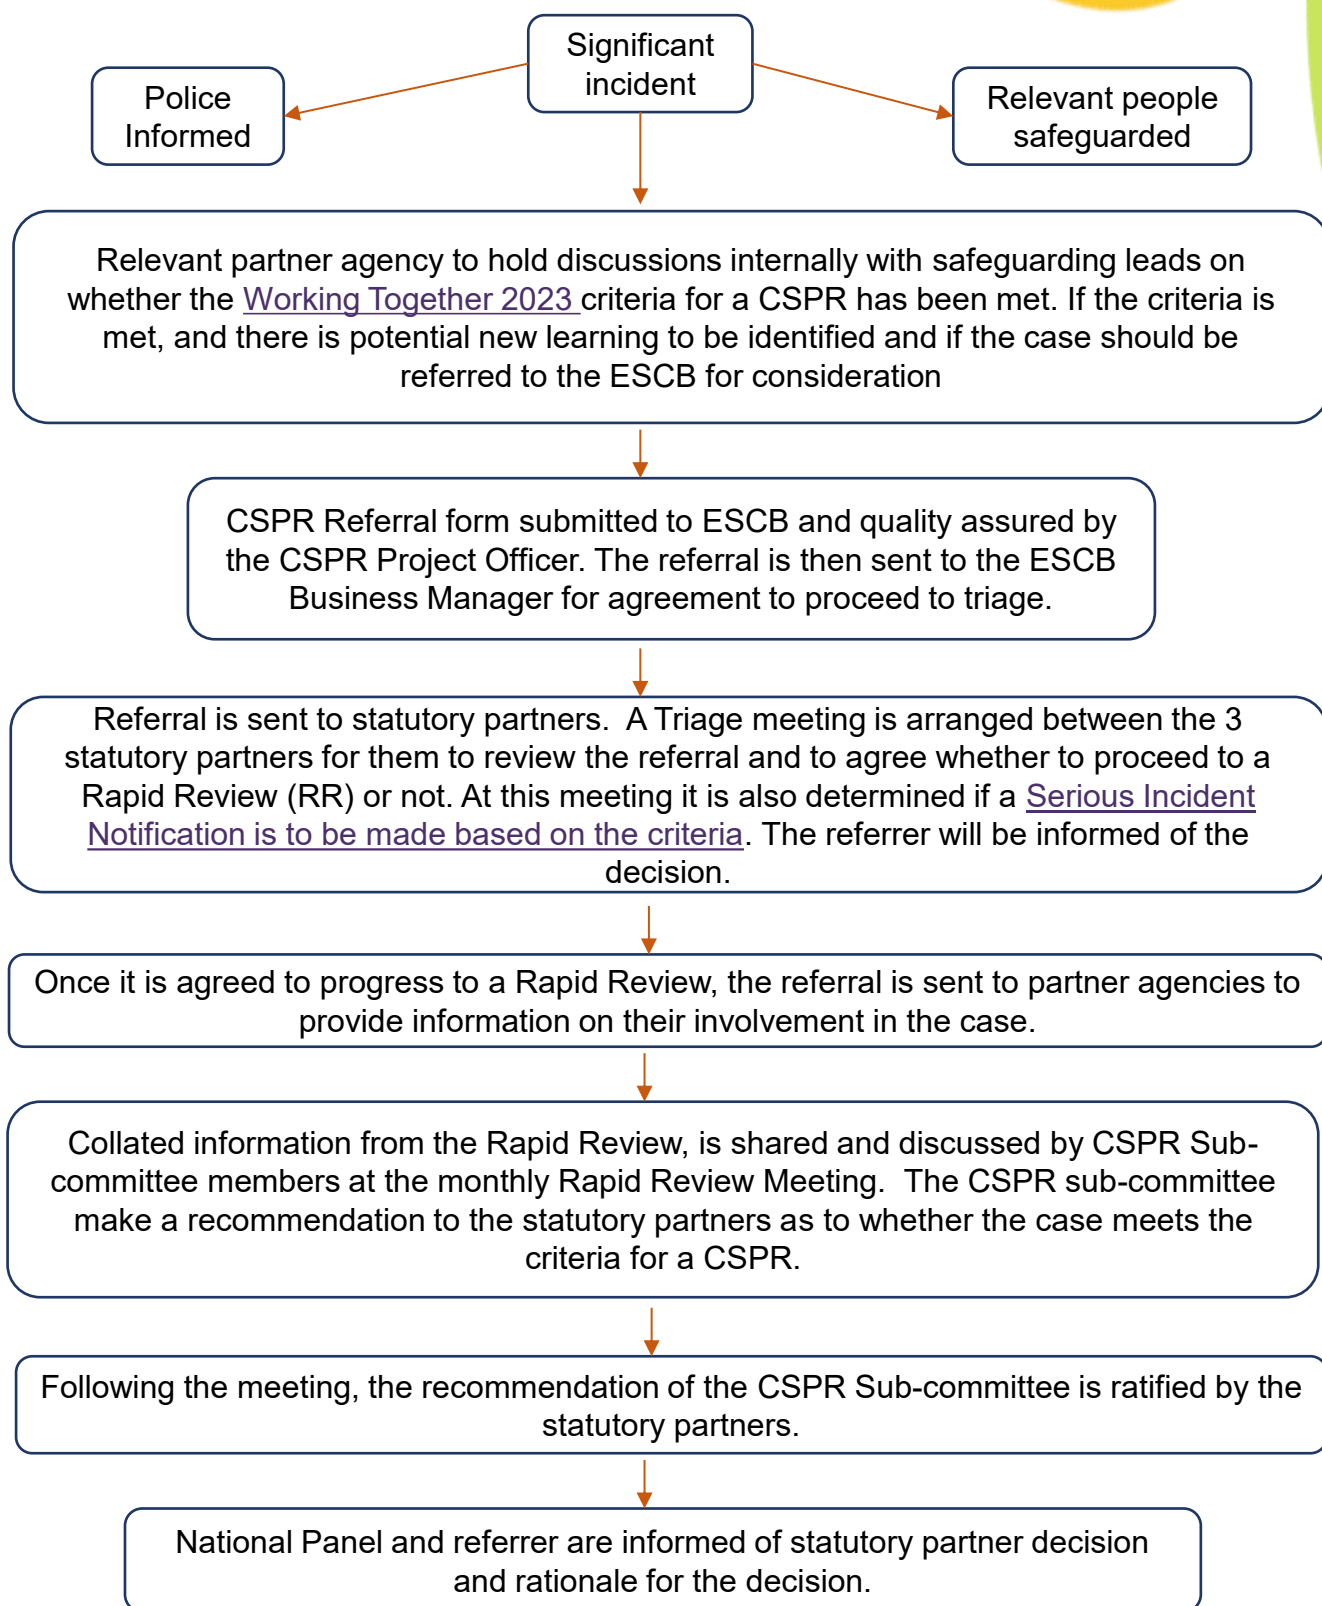 Significant
incident
Police
Informed
Relevant people
safeguarded
Relevant partner agency to hold discussions internally with safeguarding leads on
whether the Working Together 2023 criteria for a CSPR has been met. If the criteria is
met, and there is potential new learning to be identified and if the case should be
referred to the ESCB for consideration
CSPR Referral form submitted to ESCB and quality assured by
the CSPR Project Officer. The referral is then sent to the ESCB
Business Manager for agreement to proceed to triage.
Referral is sent to statutory partners.  A Triage meeting is arranged between the 3
statutory partners for them to review the referral and to agree whether to proceed to a
Rapid Review (RR) or not. At this meeting it is also determined if a Serious Incident
Notification is to be made based on the criteria. The referrer will be informed of the
decision.
Once it is agreed to progress to a Rapid Review, the referral is sent to partner agencies to
provide information on their involvement in the case.
Collated information from the Rapid Review, is shared and discussed by CSPR Sub-
committee members at the monthly Rapid Review Meeting.  The CSPR sub-committee
make a recommendation to the statutory partners as to whether the case meets the
criteria for a CSPR.
Following the meeting, the recommendation of the CSPR Sub-committee is ratified by the
statutory partners.
National Panel and referrer are informed of statutory partner decision
and rationale for the decision.